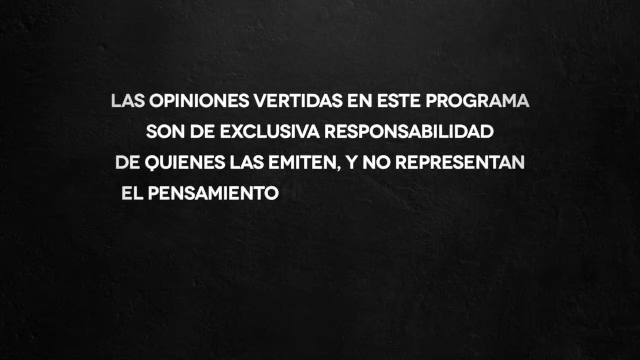 LAS OPINIONES VERTIDAS EN ESTE PROGRAMA
SON DE EXCLUSIVA RESPONSABILIDAD
DE QUIENES LAS EMITEN, Y NO REPRESENTAN
EL PENSAMIENTO